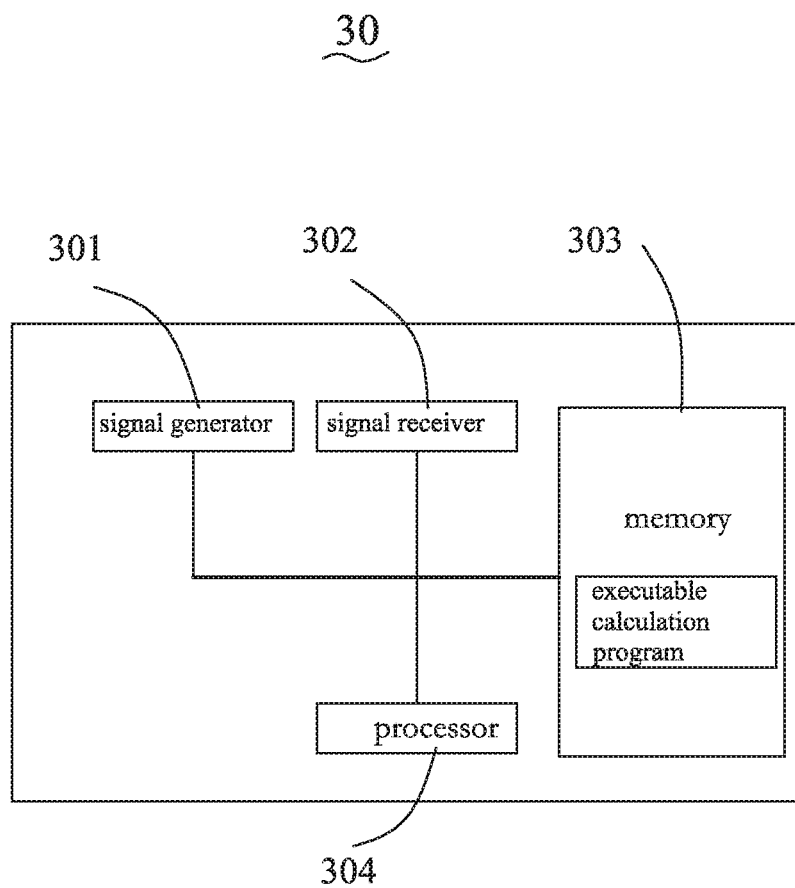 30
301
302
303
signal generator
signal receiver
memory
executable
calculation
program
processor
304